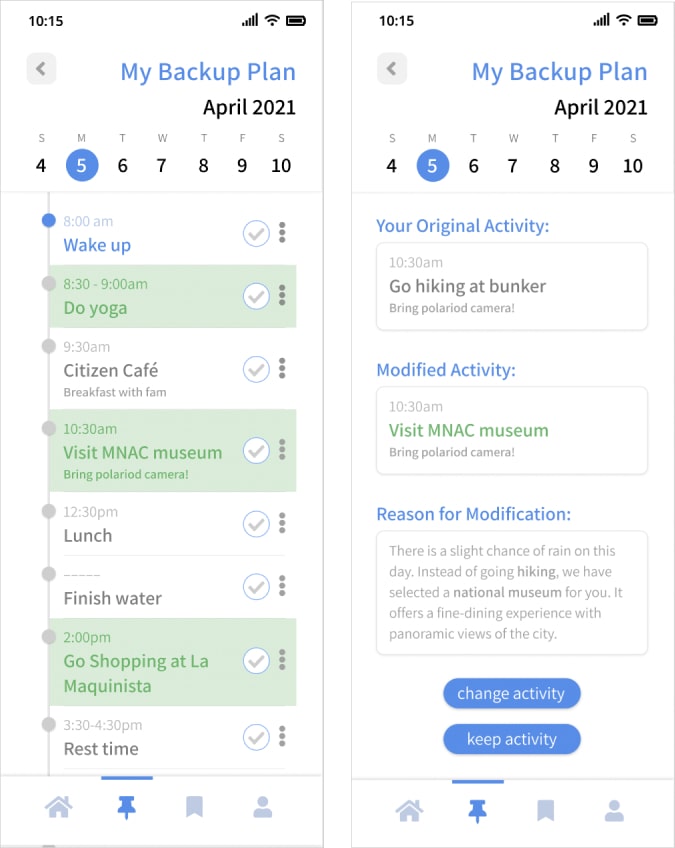 10:15
My Backup Plan
April 2021
S M T W T F S
4 5 6 7 8 9 10
8:00 am
Wake up
8:30 - 9:00am
Do yoga
9:30am
Citizen Café
Breakfast with fam
10:30am
Visit MNAC museum
Bring polariod camera!
12:30pm
Lunch
_____
Finish water
2:00pm
Go Shopping at La
Maquinista
3:30-4:30pm
Rest time
10:15
My Backup Plan
April 2021
S M T W T F S
4 5 6 7 8 9 10
Your Original Activity:
10:30am
Go hiking at bunker
Bring polariod camera!
Modified Activity:
10:30am
Visit MNAC museum
Bring polariod camera!
Reason for Modification:
There is a slight chance of rain on this
day. Instead of going hiking, we have
selected a national museum for you. It
offers a fine-dining experience with
panoramic views of the city.
change activity
keep activity